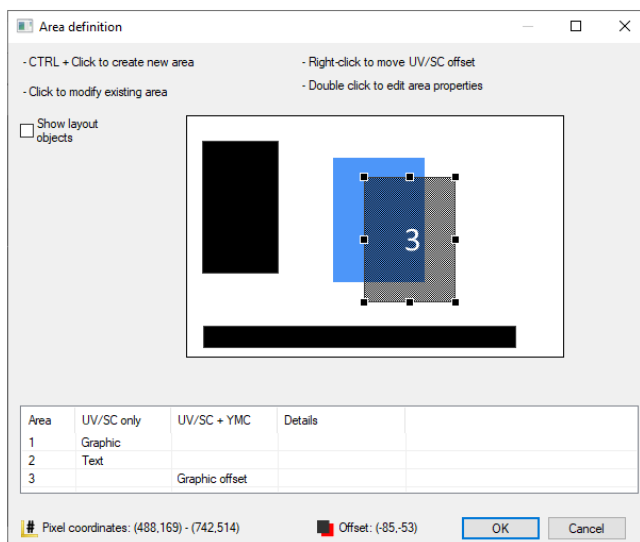 Area definition
- CTRL + Click to create new area
- Right-click to move UV/SC offset
- Click to modify existing area
- Double click to edit area properties
Show layout
objects
3
Area UV/SC only UV/SC + YMC Details
1 Graphic
2 Text
3 Graphic offset
# Pixel coordinates: (488,169) - (742,514) Offset: (-85,-53) OK Cancel